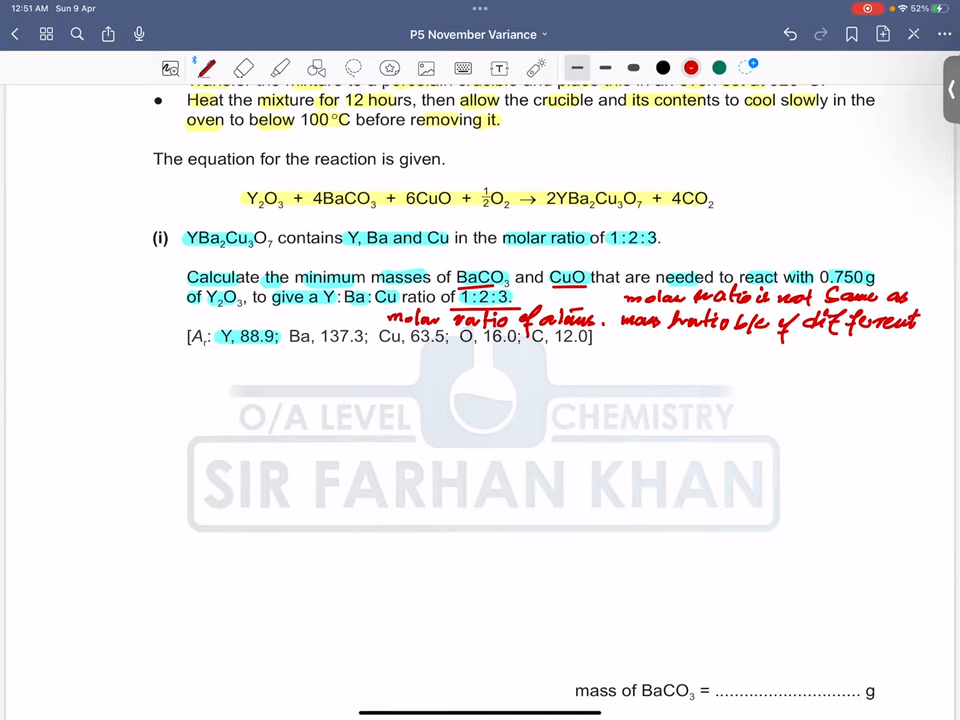 12:51 AM Sun 9 Apr
52%
P5 November Variance
• Heat the mixture for 12 hours, then allow the crucible and its contents to cool slowly in the
oven to below 100 °C before removing it.
The equation for the reaction is given.
Y₂O₃ + 4BaCO₃ + 6CuO + ½O₂ → 2YBa₂Cu₃O₇ + 4CO₂
(i) YBa₂Cu₃O₇ contains Y, Ba and Cu in the molar ratio of 1 : 2 : 3.
Calculate the minimum masses of BaCO₃ and CuO that are needed to react with 0.750 g
of Y₂O₃, to give a Y : Ba : Cu ratio of 1 : 2 : 3.
molar ratio is not same as
molar ratio of atoms. mass ratio b/c of different
[Aᵣ: Y, 88.9; Ba, 137.3; Cu, 63.5; O, 16.0; C, 12.0]
O/A LEVEL CHEMISTRY
SIR FARHAN KHAN
mass of BaCO₃ = ............................. g